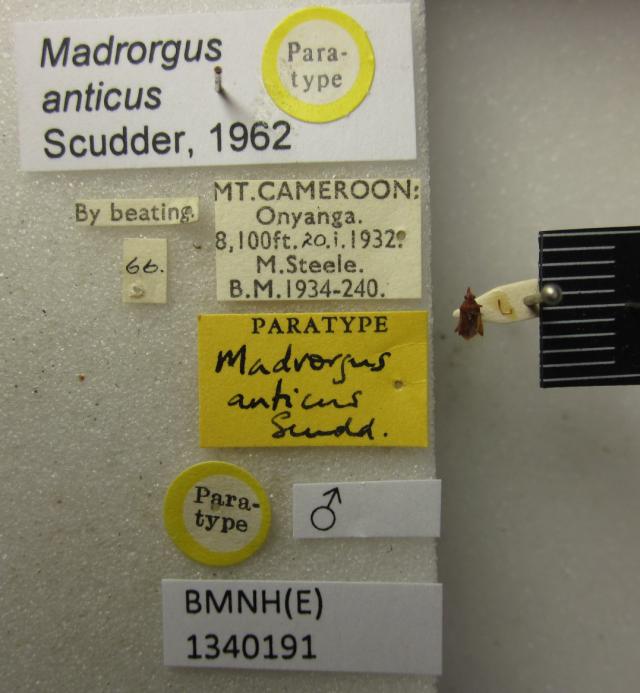 Madrorgus
anticus
Scudder, 1962
Para-
type
By beating.
66.
MT.CAMEROON:
Onyanga.
8,100ft. 20.i.1932.
M.Steele.
B.M.1934-240.
PARATYPE
Madrorgus
anticus
Scudd.
Para-
type
♂
BMNH(E)
1340191